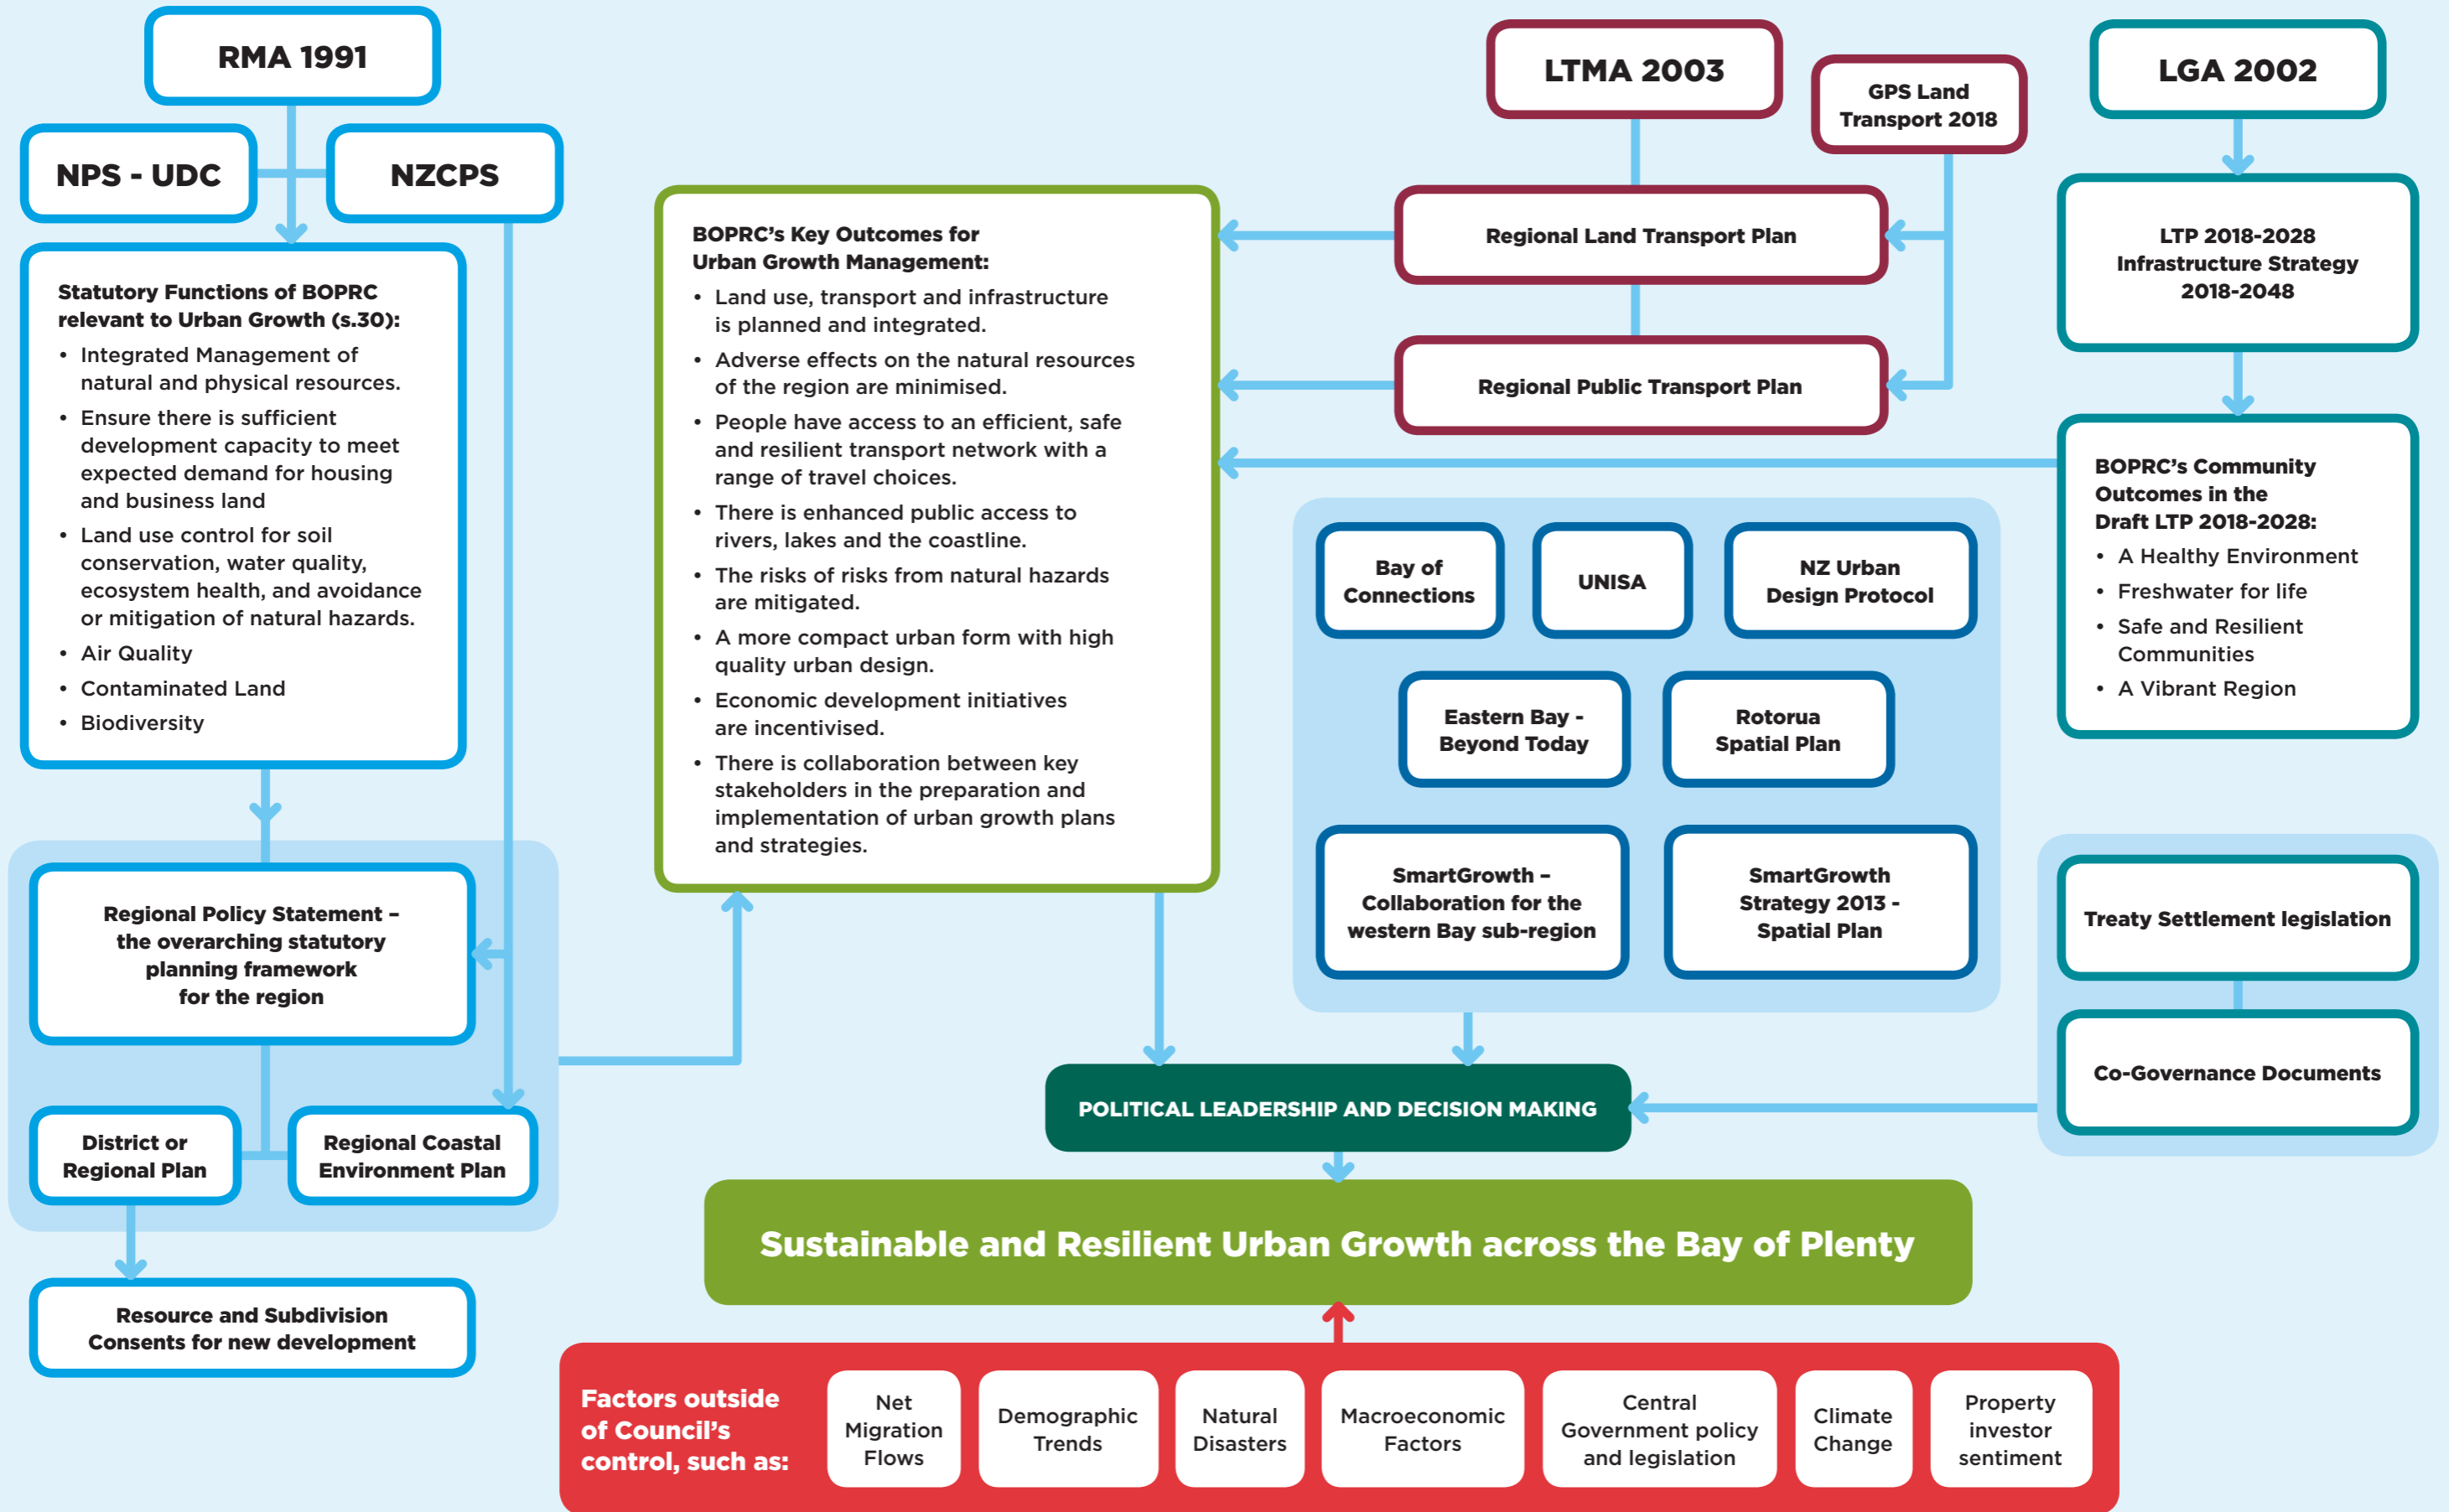 RMA 1991
NPS - UDC
NZCPS
Statutory Functions of BOPRC
relevant to Urban Growth (s.30):
• Integrated Management of
natural and physical resources.
• Ensure there is sufficient
development capacity to meet
expected demand for housing
and business land
• Land use control for soil
conservation, water quality,
ecosystem health, and avoidance
or mitigation of natural hazards.
• Air Quality
• Contaminated Land
• Biodiversity
Regional Policy Statement –
the overarching statutory
planning framework
for the region
District or
Regional Plan
Regional Coastal
Environment Plan
Resource and Subdivision
Consents for new development
BOPRC's Key Outcomes for
Urban Growth Management:
• Land use, transport and infrastructure
is planned and integrated.
• Adverse effects on the natural resources
of the region are minimised.
• People have access to an efficient, safe
and resilient transport network with a
range of travel choices.
• There is enhanced public access to
rivers, lakes and the coastline.
• The risks of risks from natural hazards
are mitigated.
• A more compact urban form with high
quality urban design.
• Economic development initiatives
are incentivised.
• There is collaboration between key
stakeholders in the preparation and
implementation of urban growth plans
and strategies.
LTMA 2003
GPS Land
Transport 2018
Regional Land Transport Plan
Regional Public Transport Plan
LGA 2002
LTP 2018-2028
Infrastructure Strategy
2018-2048
BOPRC's Community
Outcomes in the
Draft LTP 2018-2028:
• A Healthy Environment
• Freshwater for life
• Safe and Resilient
Communities
• A Vibrant Region
Bay of
Connections
UNISA
NZ Urban
Design Protocol
Eastern Bay -
Beyond Today
Rotorua
Spatial Plan
SmartGrowth –
Collaboration for the
western Bay sub-region
SmartGrowth
Strategy 2013 -
Spatial Plan
Treaty Settlement legislation
Co-Governance Documents
POLITICAL LEADERSHIP AND DECISION MAKING
Sustainable and Resilient Urban Growth across the Bay of Plenty
Factors outside
of Council's
control, such as:
Net
Migration
Flows
Demographic
Trends
Natural
Disasters
Macroeconomic
Factors
Central
Government policy
and legislation
Climate
Change
Property
investor
sentiment